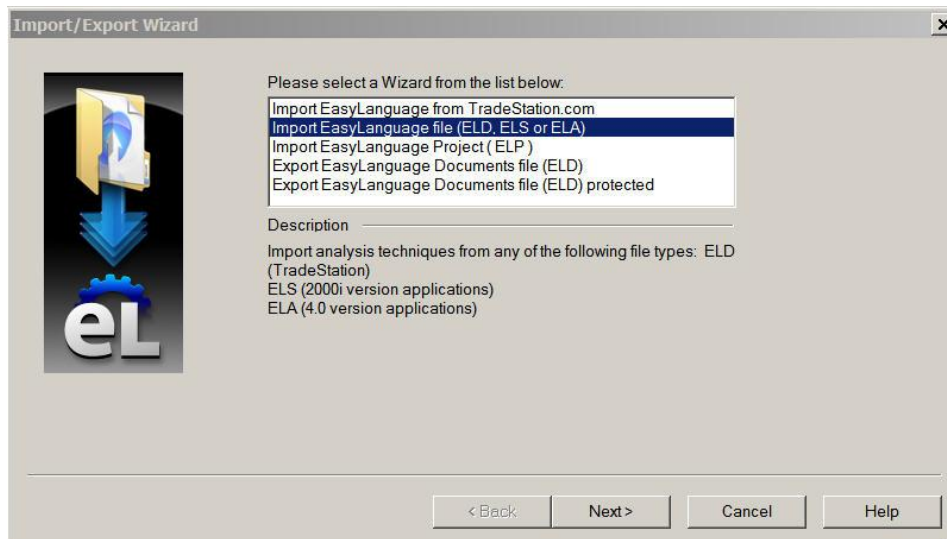 Import/Export Wizard
Please select a Wizard from the list below:
Import EasyLanguage from TradeStation.com
Import EasyLanguage file (ELD, ELS or ELA)
Import EasyLanguage Project ( ELP )
Export EasyLanguage Documents file (ELD)
Export EasyLanguage Documents file (ELD) protected
Description
Import analysis techniques from any of the following file types: ELD
(TradeStation)
ELS (2000i version applications)
ELA (4.0 version applications)
eL
< Back
Next >
Cancel
Help